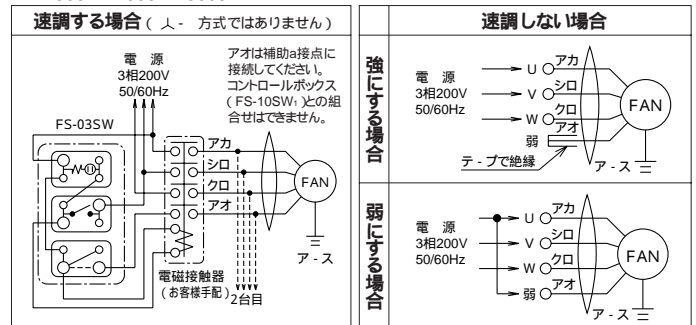 速調する場合(人- 方式ではありません)
電 源
3相200V
50/60Hz
アオは補助a接点に
接続してください。
コントロールボックス
(FS-10SW₁)との組
合せはできません。
FS-03SW
アカ
シロ
クロ
アオ
FAN
ア-ス
電磁接触器
(お客様手配)
2台目
速調しない場合
強にする場合
電 源
3相200V
50/60Hz
U
アカ
V
シロ
W
クロ
弱
アオ
FAN
テ-プで絶縁
ア-ス
弱にする場合
電 源
3相200V
50/60Hz
U
アカ
V
シロ
W
クロ
弱
アオ
FAN
ア-ス